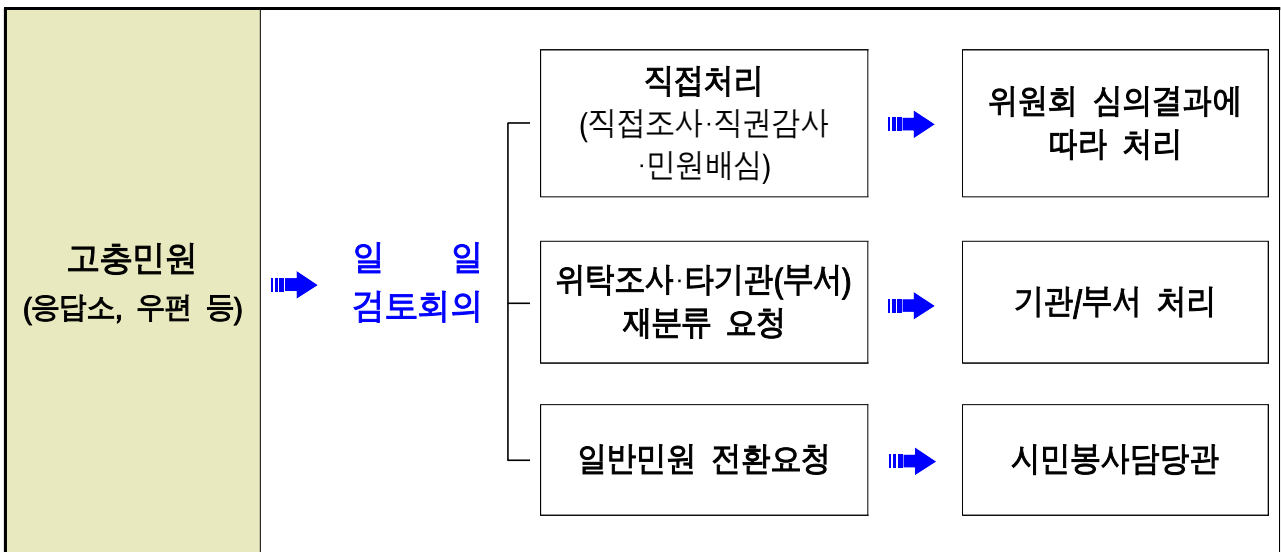 고충민원
(응답소, 우편 등)
일 일
검토회의
직접처리
(직접조사·직권감사
·민원배심)
위원회 심의결과에
따라 처리
위탁조사·타기관(부서)
재분류 요청
기관/부서 처리
일반민원 전환요청
시민봉사담당관